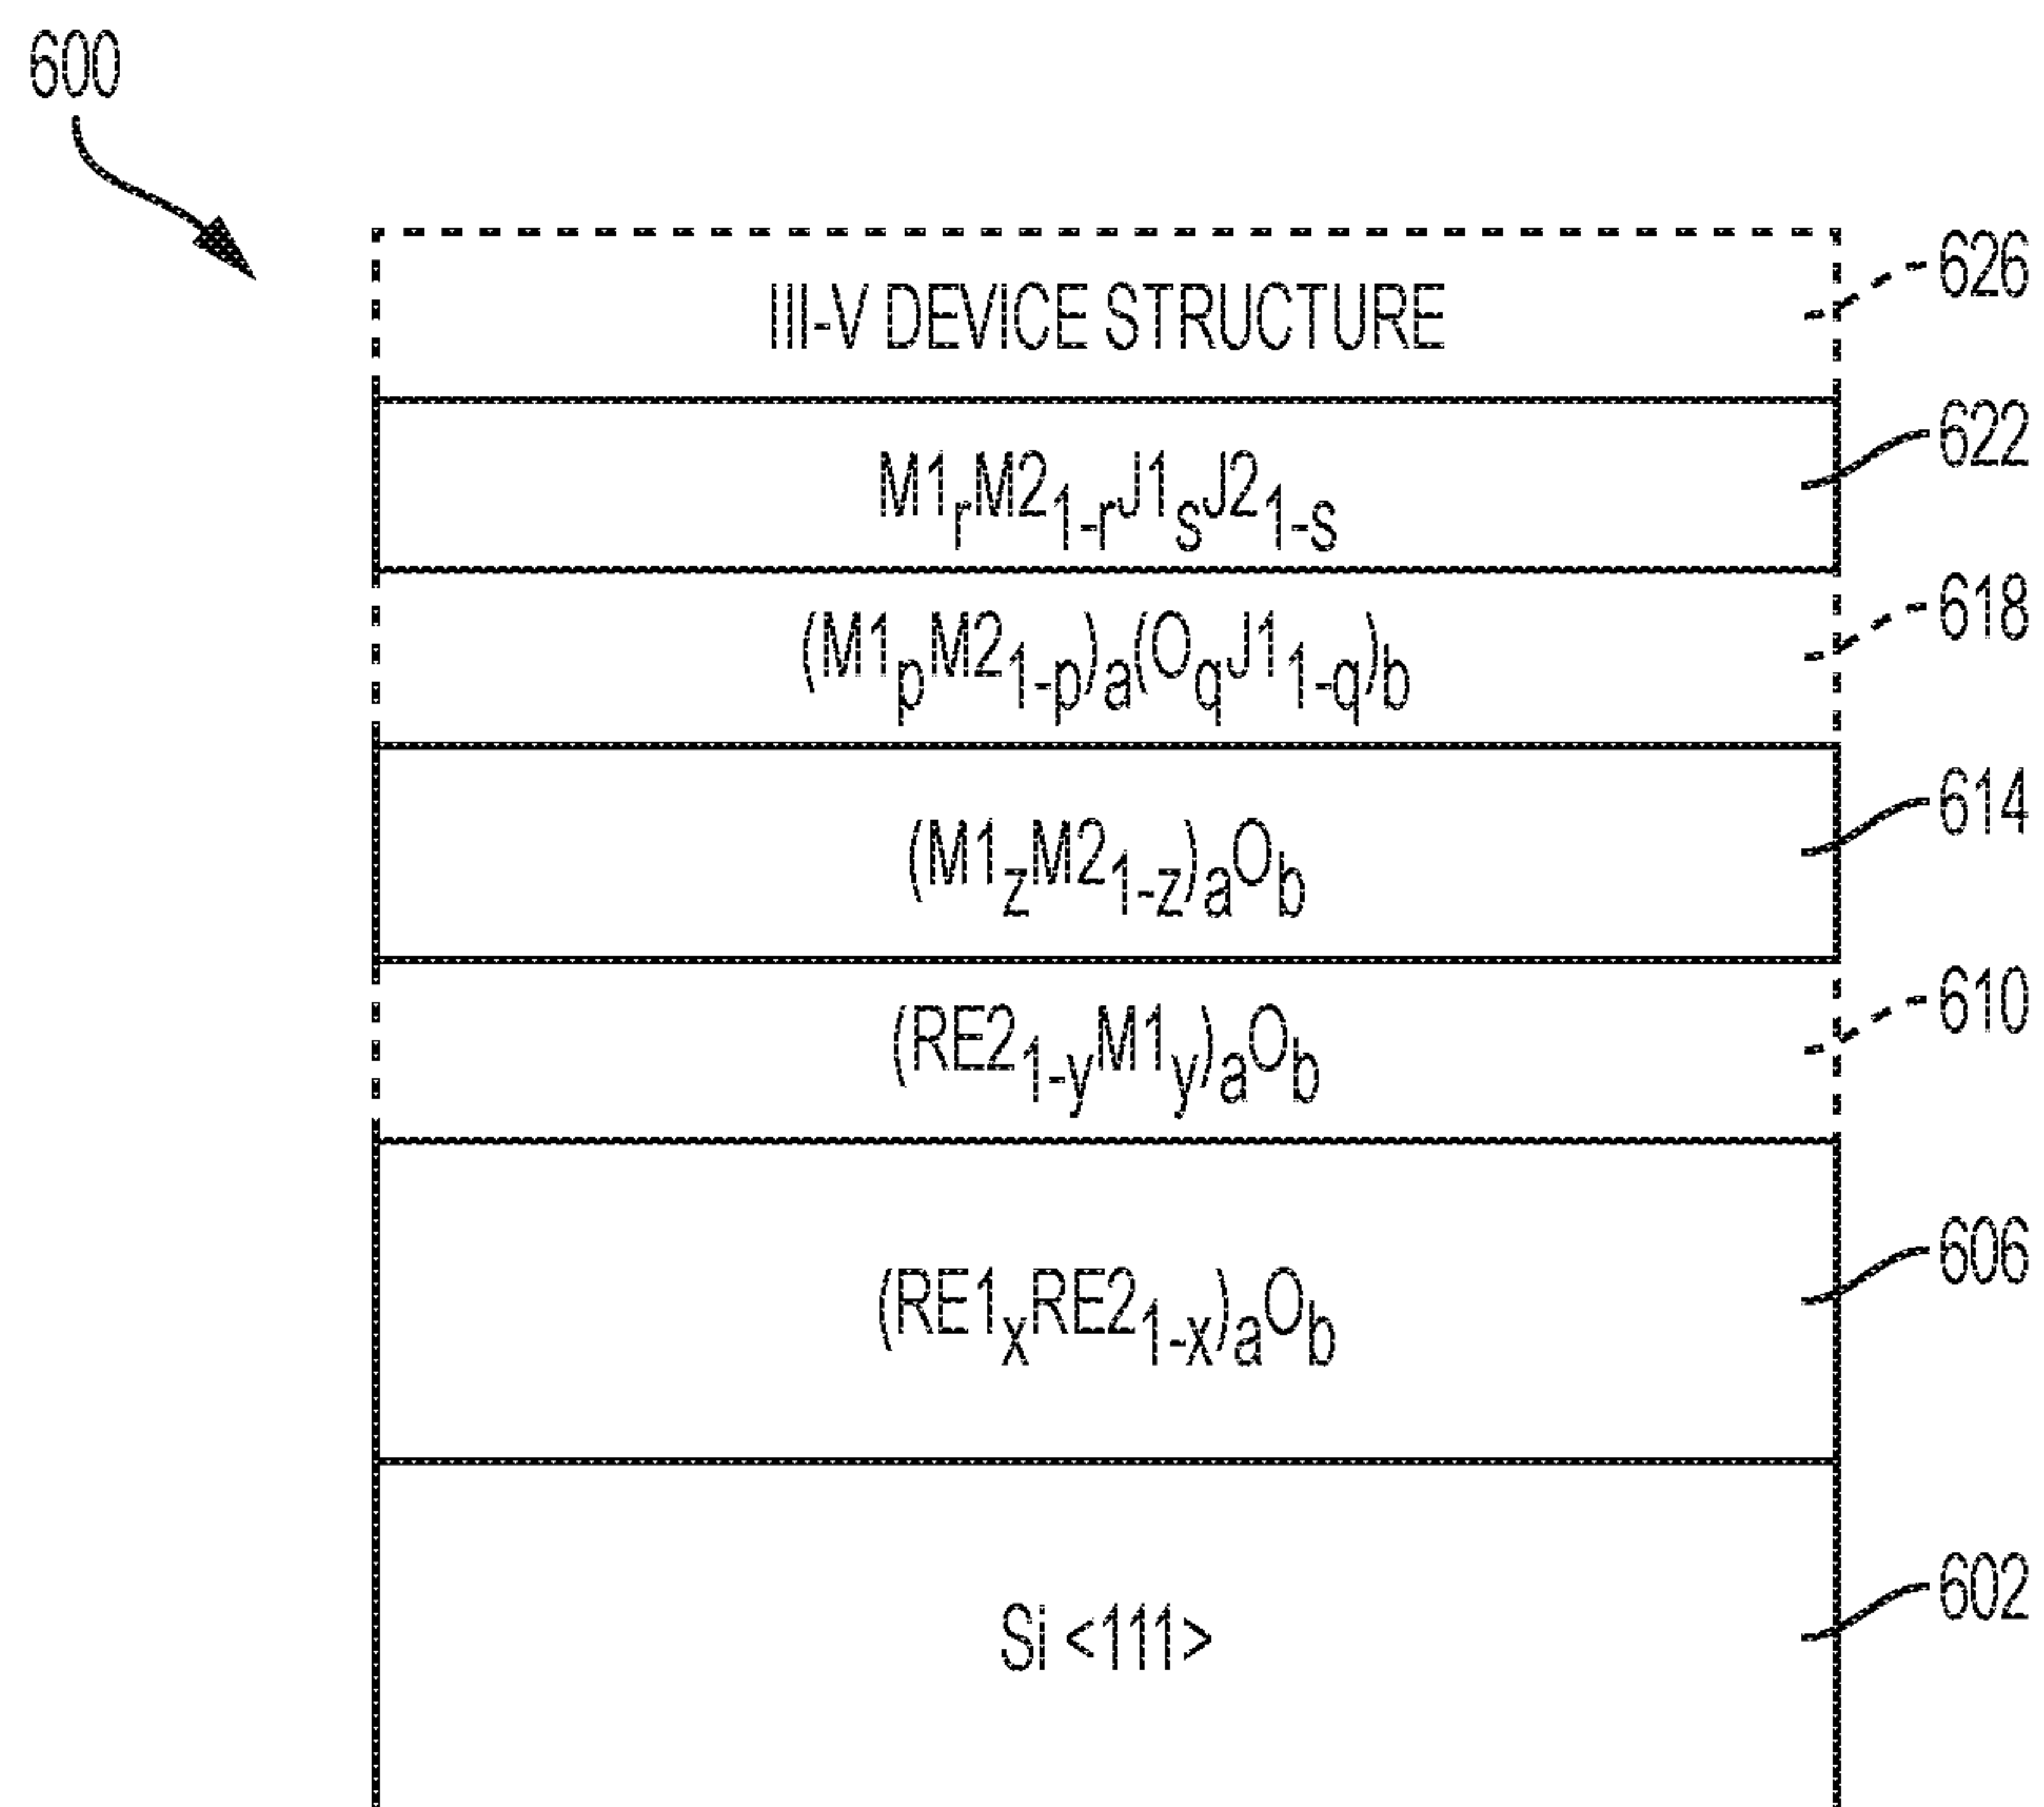 600
III-V DEVICE STRUCTURE 626
M1rM21-rJ1sJ21-s 622
(M1pM21-p)a(OqJ11-q)b 618
(M1zM21-z)aOb 614
(RE21-yM1y)aOb 610
(RE1xRE21-x)aOb 606
Si <111> 602